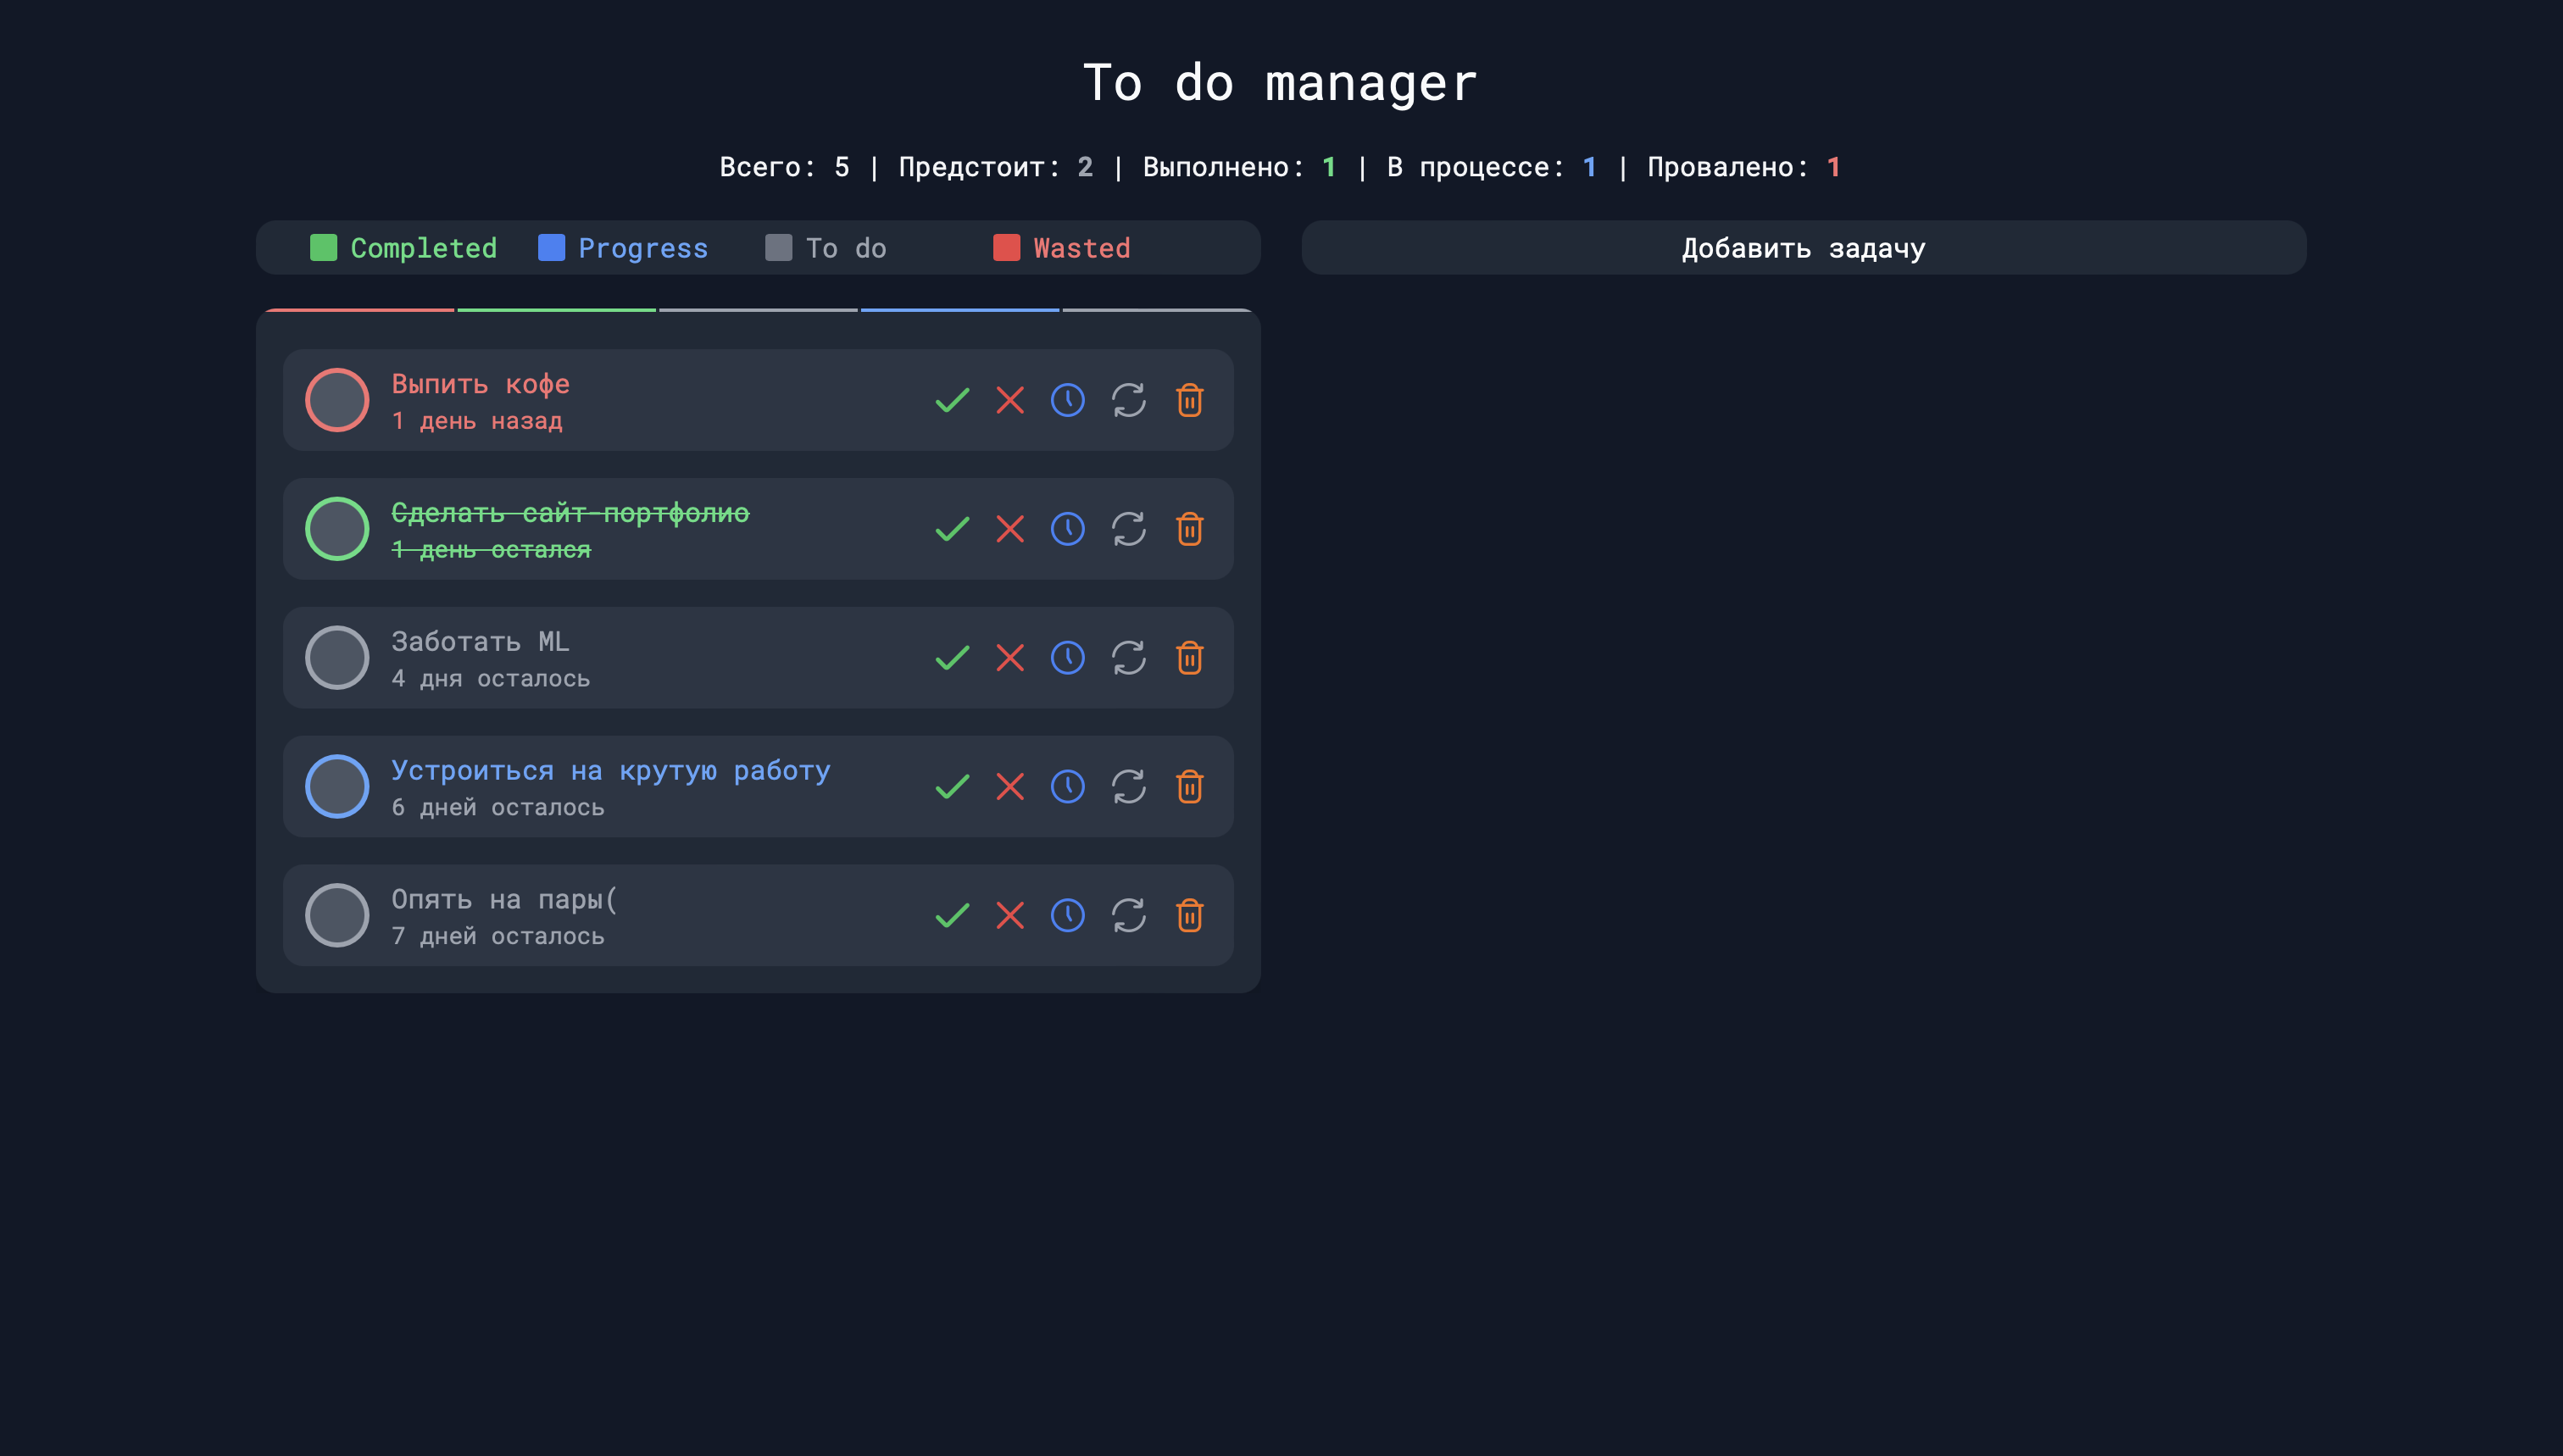 To do manager
Всего: 5 | Предстоит: 2 | Выполнено: 1 | В процессе: 1 | Провалено: 1
Completed Progress To do Wasted
Добавить задачу
Выпить кофе
1 день назад
Сделать сайт-портфолио
1 день остался
Заботать ML
4 дня осталось
Устроиться на крутую работу
6 дней осталось
Опять на пары(
7 дней осталось